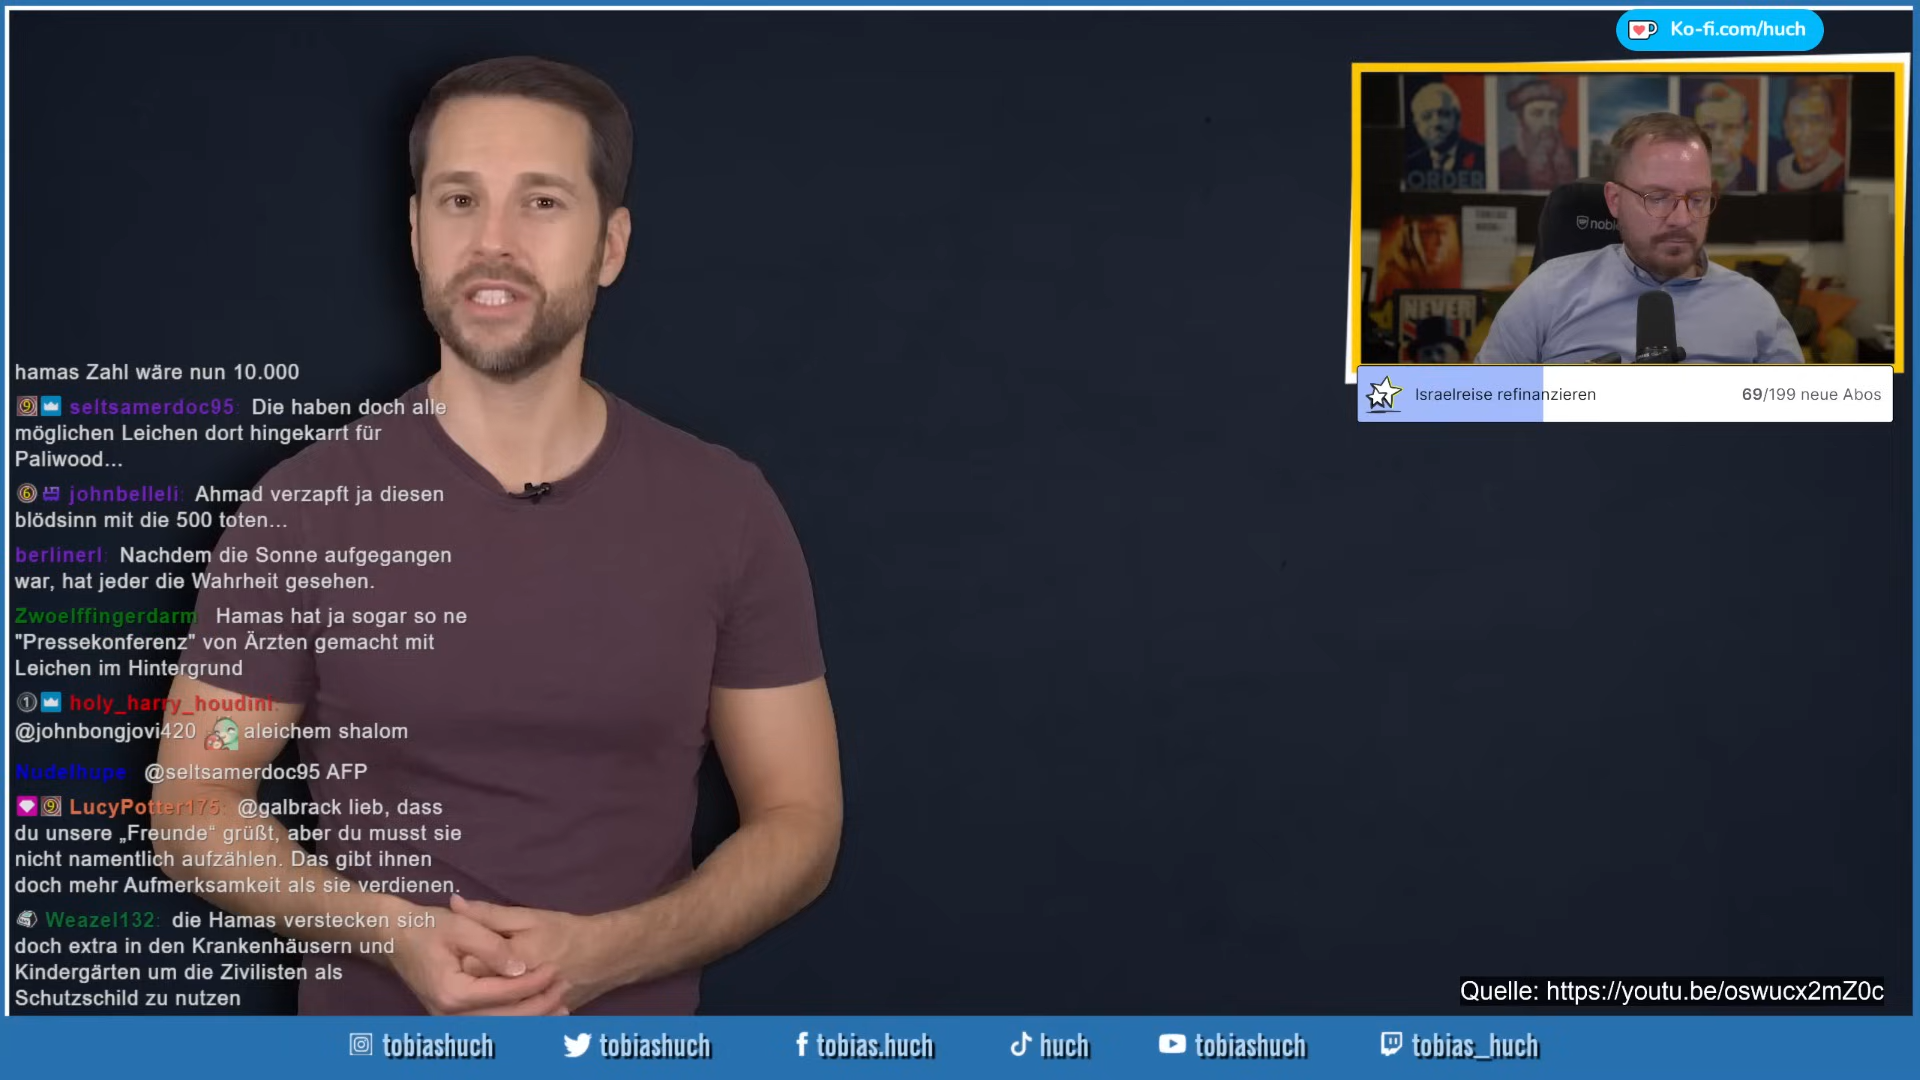 Ko-fi.com/huch
ORDER
noble
NEVER
Israelreise refinanzieren 69/199 neue Abos
hamas Zahl wäre nun 10.000
seltsamerdoc95: Die haben doch alle
möglichen Leichen dort hingekarrt für
Paliwood...
johnbelleli: Ahmad verzapft ja diesen
blödsinn mit die 500 toten...
berlinerl: Nachdem die Sonne aufgegangen
war, hat jeder die Wahrheit gesehen.
Zwoelffingerdarm Hamas hat ja sogar so ne
"Pressekonferenz" von Ärzten gemacht mit
Leichen im Hintergrund
holy_harry_houdini:
@johnbongjovi420 aleichem shalom
Nudelhupe @seltsamerdoc95 AFP
LucyPotter175: @galbrack lieb, dass
du unsere „Freunde“ grüßt, aber du musst sie
nicht namentlich aufzählen. Das gibt ihnen
doch mehr Aufmerksamkeit als sie verdienen.
Weazel132: die Hamas verstecken sich
doch extra in den Krankenhäusern und
Kindergärten um die Zivilisten als
Schutzschild zu nutzen
Quelle: https://youtu.be/oswucx2mZ0c
tobiashuch tobiashuch tobias.huch huch tobiashuch tobias_huch